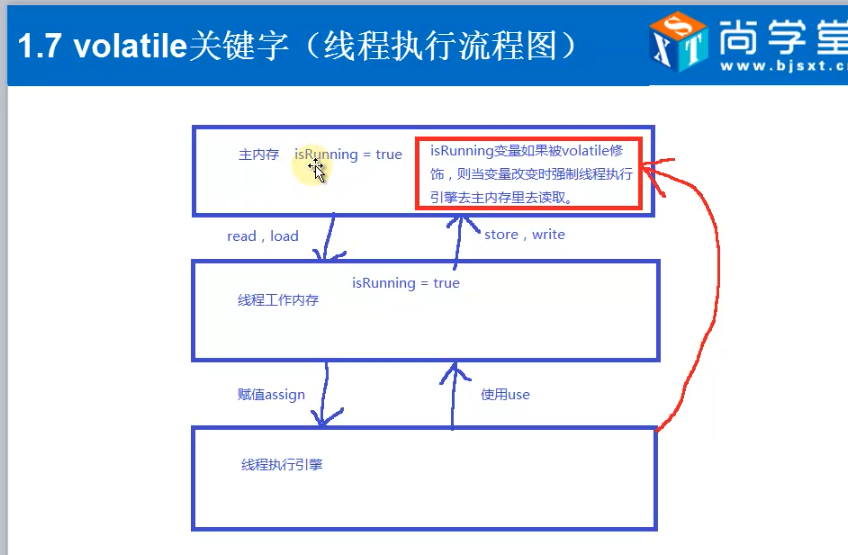 1.7 volatile关键字（线程执行流程图）
尚学堂
www.bjsxt.c
主内存 isRunning = true
isRunning变量如果被volatile修
饰，则当变量改变时强制线程执行
引擎去主内存里去读取。
read，load
store，write
isRunning = true
线程工作内存
赋值assign
使用use
线程执行引擎